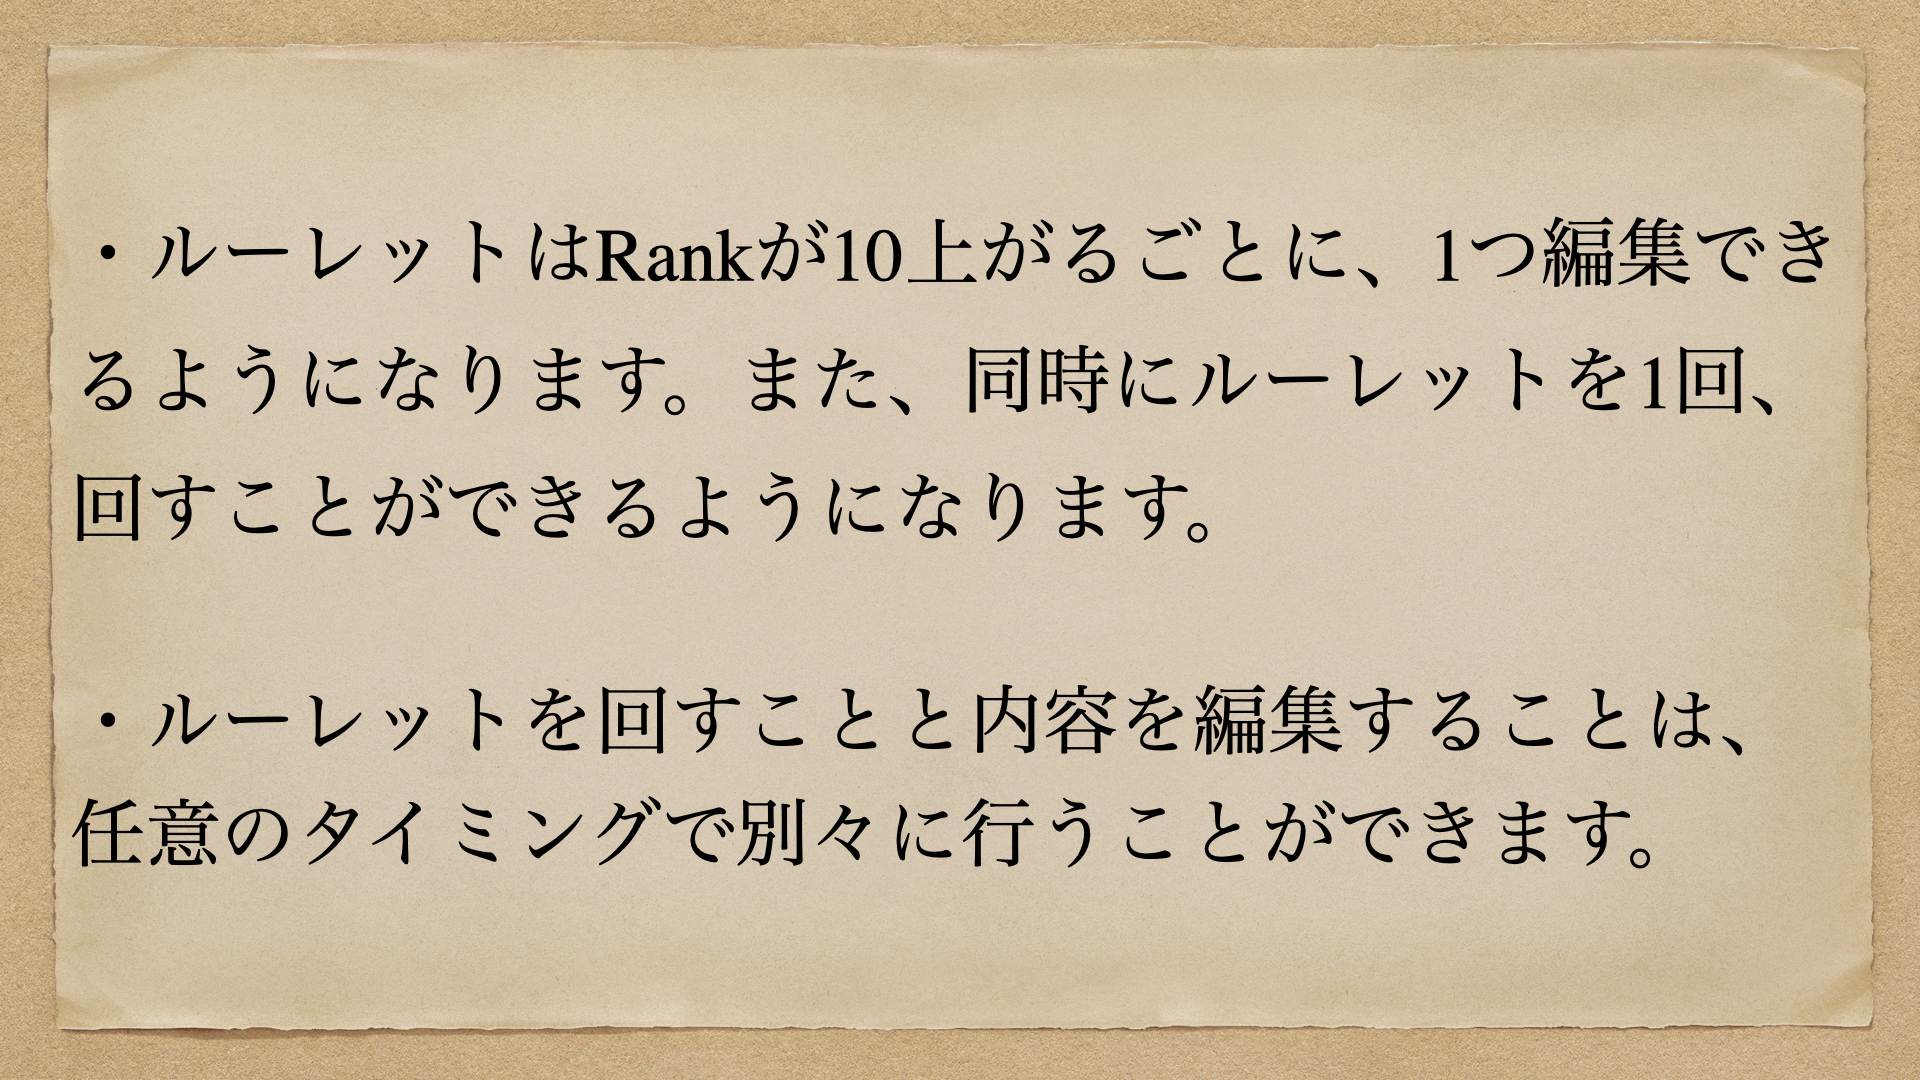 ・ルーレットはRankが10上がるごとに、1つ編集でき
るようになります。また、同時にルーレットを1回、
回すことができるようになります。
・ルーレットを回すことと内容を編集することは、
任意のタイミングで別々に行うことができます。